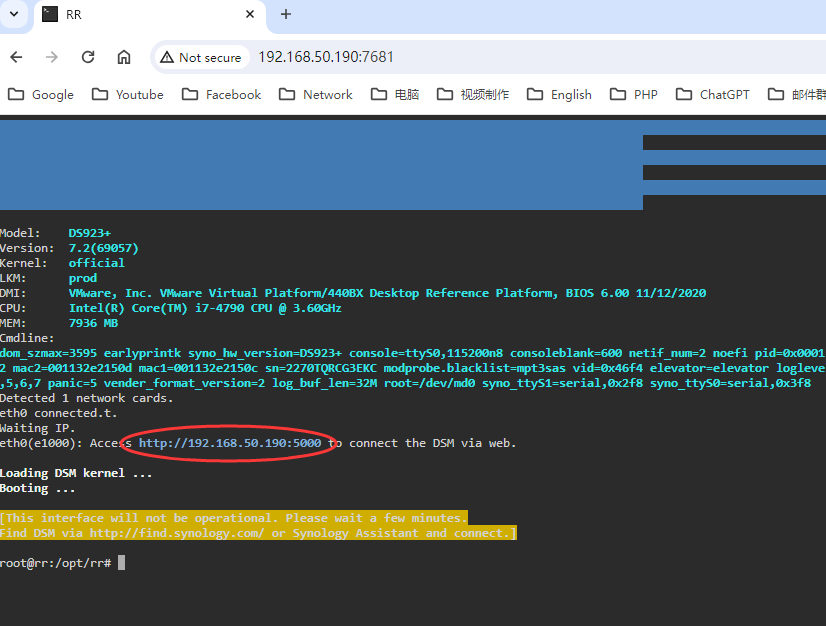 RR
Not secure 192.168.50.190:7681
Google Youtube Facebook Network 电脑 视频制作 English PHP ChatGPT 邮件群
Model: DS923+
Version: 7.2(69057)
Kernel: official
LKM: prod
DMI: VMware, Inc. VMware Virtual Platform/440BX Desktop Reference Platform, BIOS 6.00 11/12/2020
CPU: Intel(R) Core(TM) i7-4790 CPU @ 3.60GHz
MEM: 7936 MB
Cmdline:
dom_szmax=3595 earlyprintk syno_hw_version=DS923+ console=ttyS0,115200n8 consoleblank=600 netif_num=2 noefi pid=0x0001
2 mac2=001132e2150d mac1=001132e2150c sn=2270TQRCG3EKC modprobe.blacklist=mpt3sas vid=0x46f4 elevator=elevator logleve
,5,6,7 panic=5 vender_format_version=2 log_buf_len=32M root=/dev/md0 syno_ttyS1=serial,0x2f8 syno_ttyS0=serial,0x3f8
Detected 1 network cards.
eth0 connected.t.
Waiting IP.
eth0(e1000): Access http://192.168.50.190:5000 to connect the DSM via web.
Loading DSM kernel ...
Booting ...
[This interface will not be operational. Please wait a few minutes.
Find DSM via http://find.synology.com/ or Synology Assistant and connect.]
root@rr:/opt/rr#